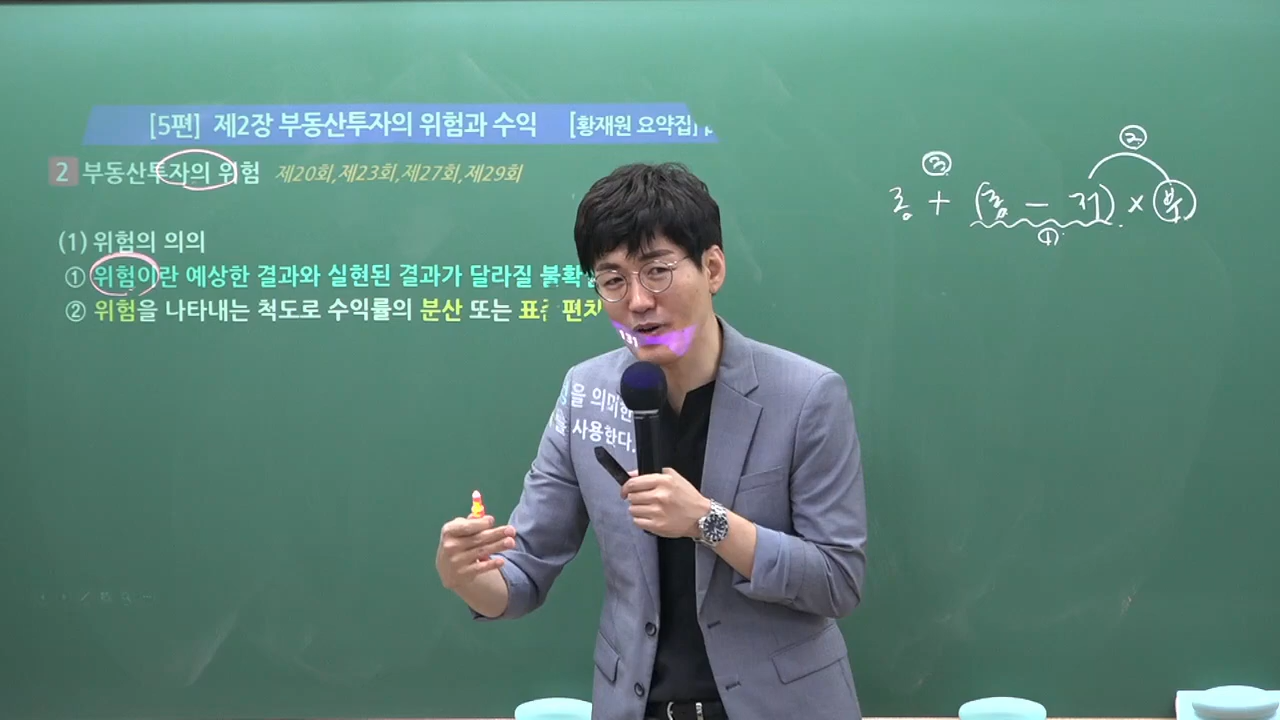 [5편] 제2장 부동산투자의 위험과 수익 [황재원 요약집] p
131
2 부동산투자의 위험 제20회,제23회,제27회,제29회
(1) 위험의 의의
① 위험이란 예상한 결과와 실현된 결과가 달라질 불확실 을 의미한
② 위험을 나타내는 척도로 수익률의 분산 또는 표준 편차 를 사용한다.
③ ②
총 + (총 − 저) × 부
①